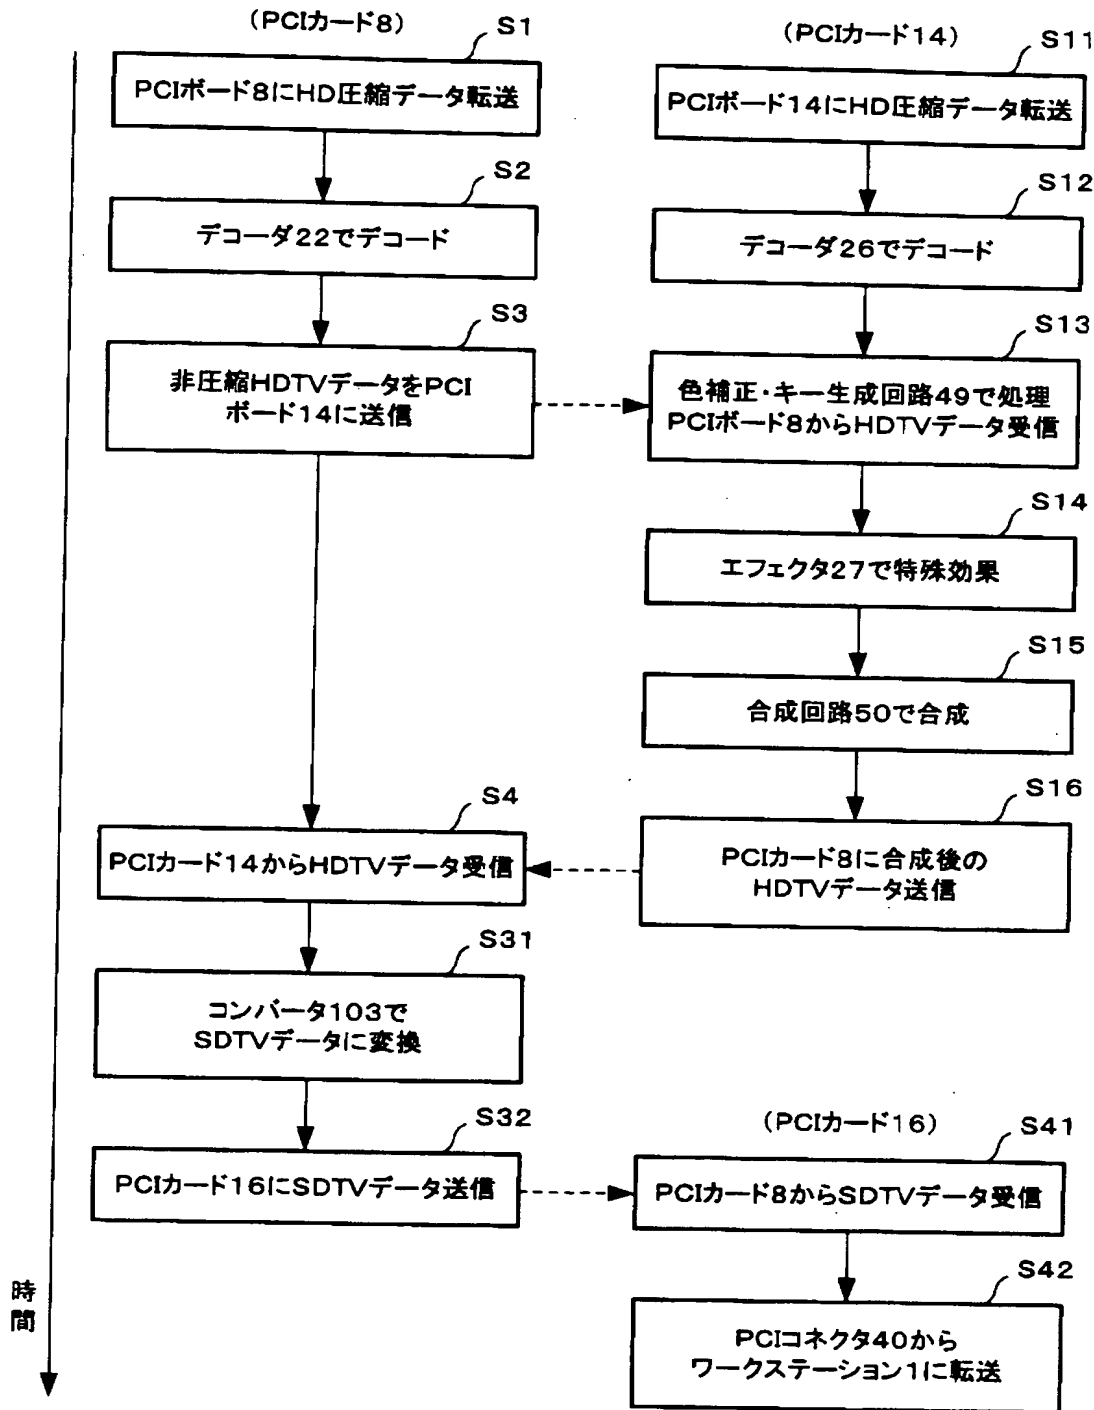 (PCIカード8)
S1
PCIボード8にHD圧縮データ転送
S2
デコーダ22でデコード
S3
非圧縮HDTVデータをPCI
ボード14に送信
S4
PCIカード14からHDTVデータ受信
S31
コンバータ103で
SDTVデータに変換
S32
PCIカード16にSDTVデータ送信
(PCIカード14)
S11
PCIボード14にHD圧縮データ転送
S12
デコーダ26でデコード
S13
色補正・キー生成回路49で処理
PCIボード8からHDTVデータ受信
S14
エフェクタ27で特殊効果
S15
合成回路50で合成
S16
PCIカード8に合成後の
HDTVデータ送信
(PCIカード16)
S41
PCIカード8からSDTVデータ受信
S42
PCIコネクタ40から
ワークステーション1に転送
時
間